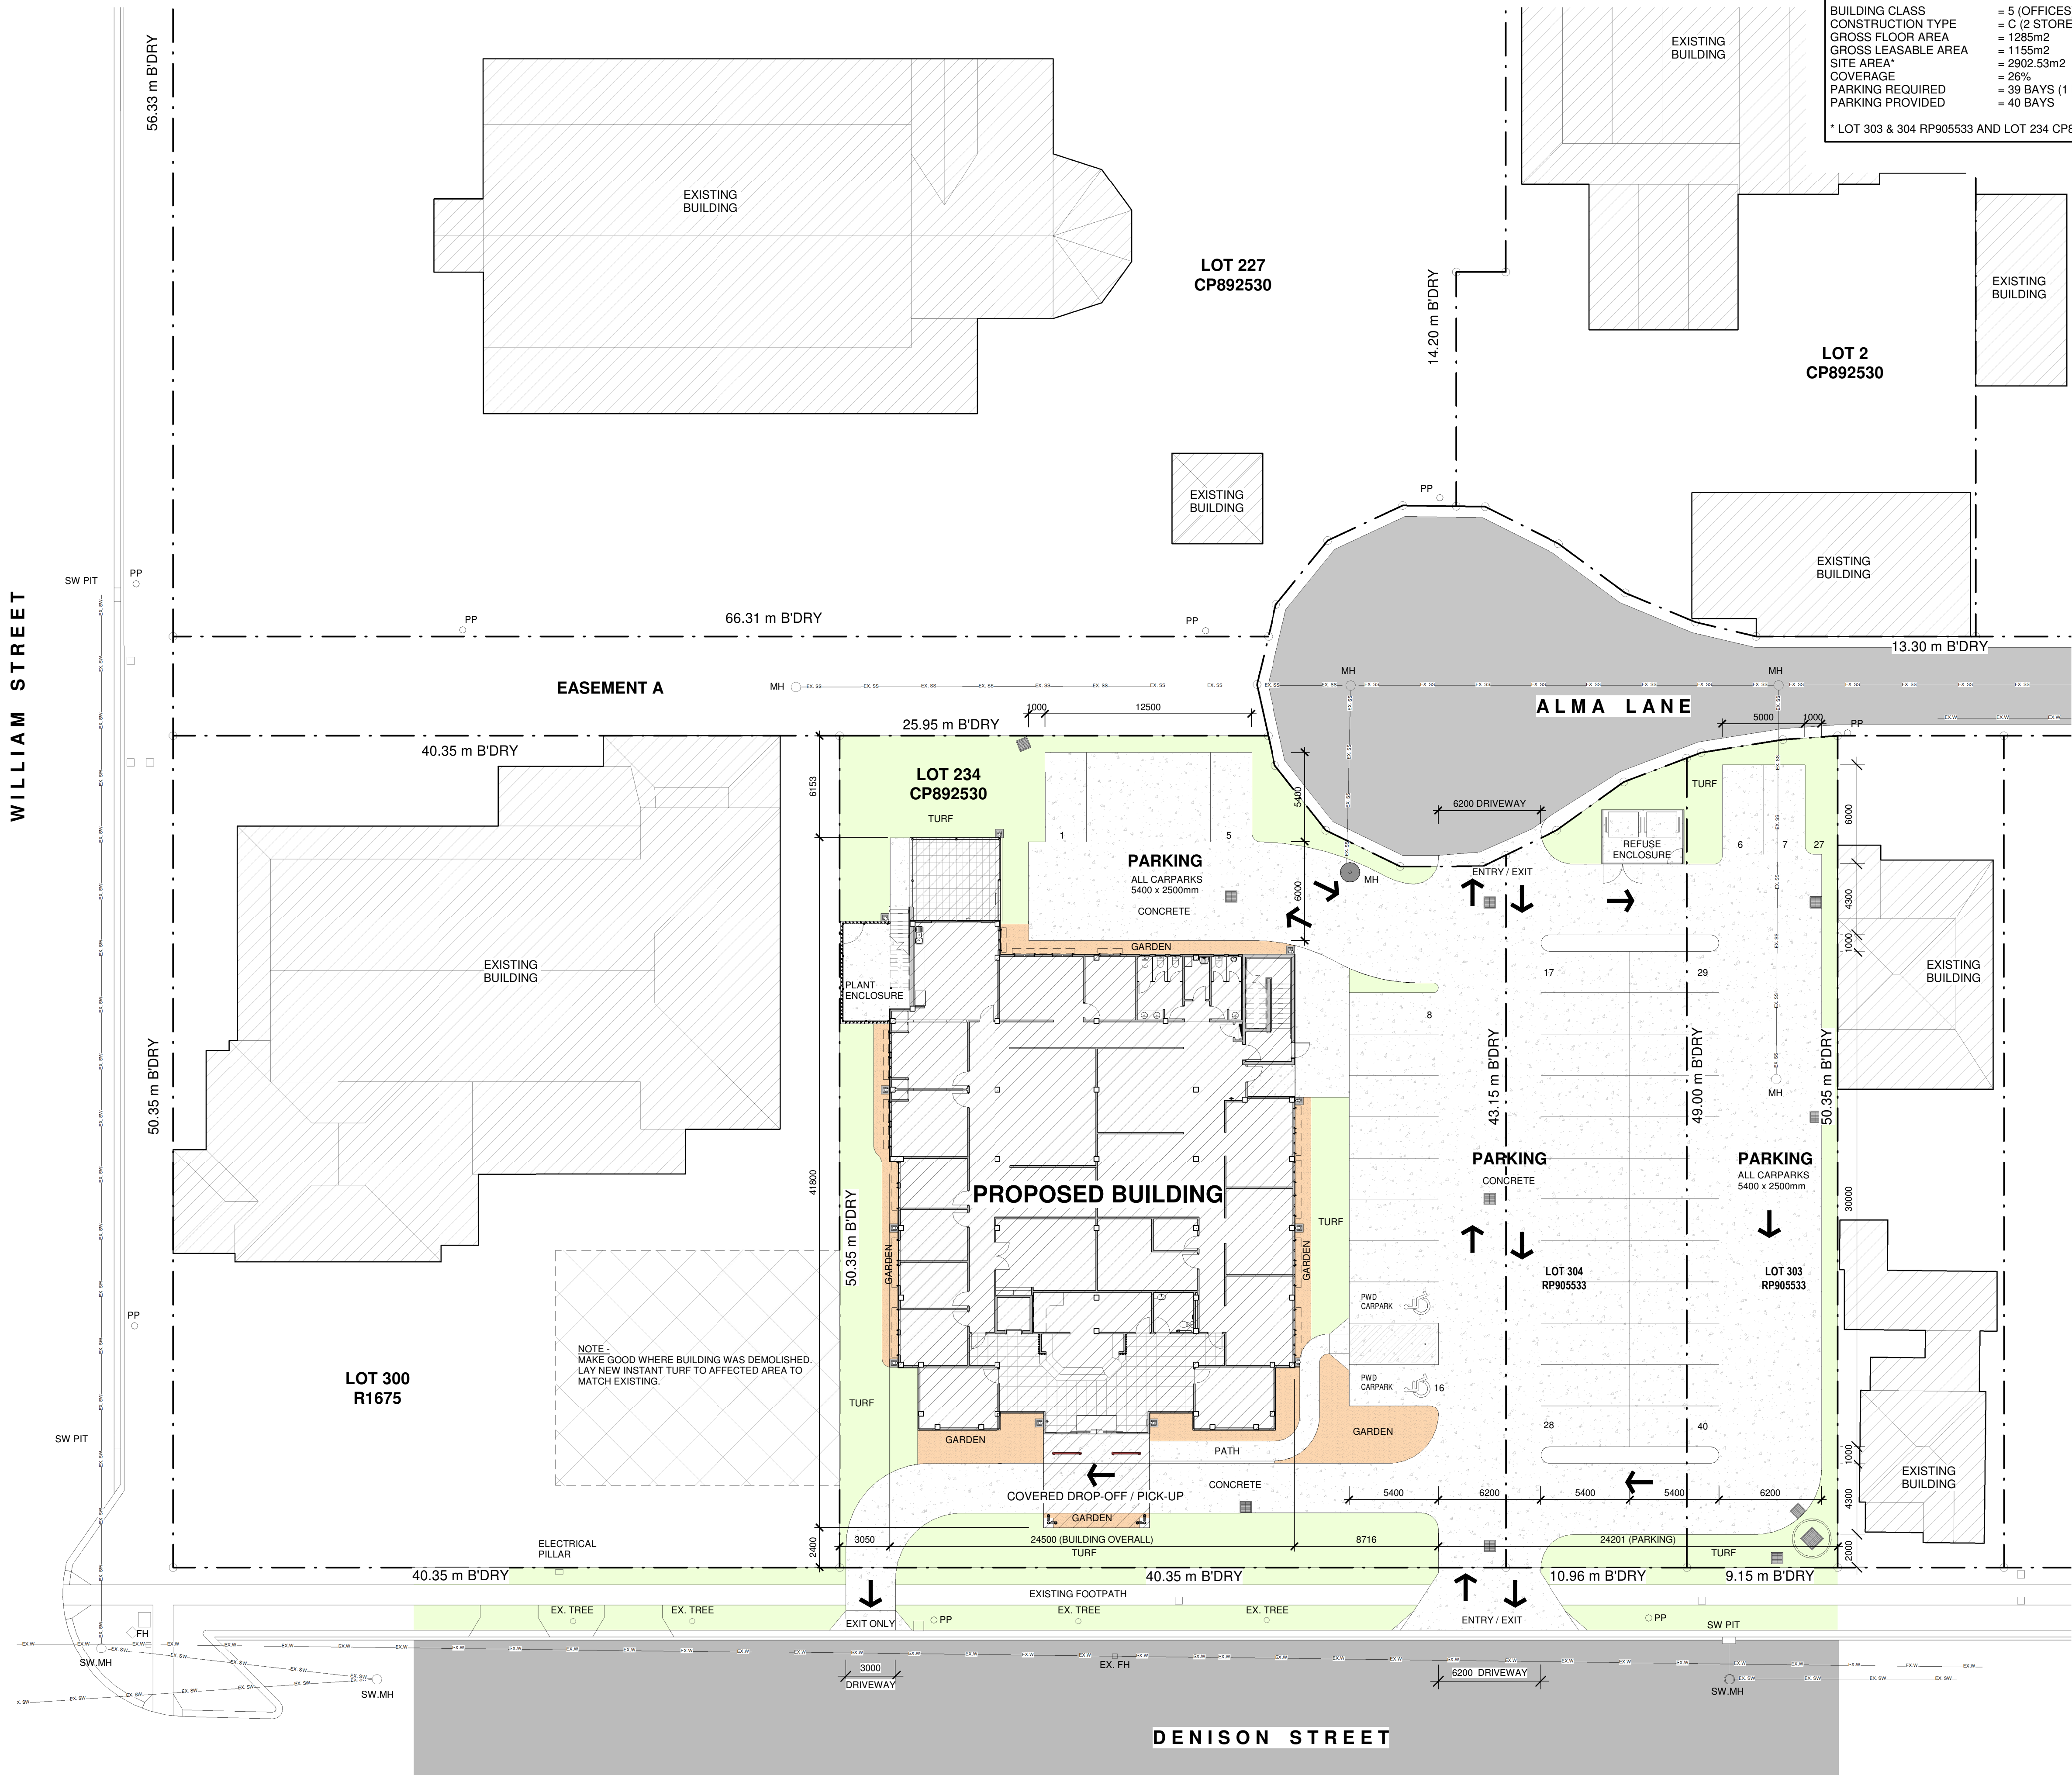 BUILDING CLASS = 5 (OFFICES
CONSTRUCTION TYPE = C (2 STORE
GROSS FLOOR AREA = 1285m2
GROSS LEASABLE AREA = 1155m2
SITE AREA* = 2902.53m2
COVERAGE = 26%
PARKING REQUIRED = 39 BAYS (1
PARKING PROVIDED = 40 BAYS
* LOT 303 & 304 RP905533 AND LOT 234 CP8
56.33 m B'DRY
EXISTING
BUILDING
EXISTING
BUILDING
LOT 227
CP892530
14.20 m B'DRY
EXISTING
BUILDING
LOT 2
CP892530
EXISTING
BUILDING
PP
EXISTING
BUILDING
WILLIAM STREET
SW PIT
PP
PP
66.31 m B'DRY
PP
13.30 m B'DRY
EASEMENT A
MH
MH
MH
ALMA LANE
1000
12500
5000
1000
PP
25.95 m B'DRY
40.35 m B'DRY
6153
LOT 234
CP892530
TURF
5400
6200 DRIVEWAY
TURF
6000
1
5
PARKING
ALL CARPARKS
5400 x 2500mm
CONCRETE
REFUSE
ENCLOSURE
6
7
27
MH
ENTRY / EXIT
6000
4300
1000
GARDEN
EXISTING
BUILDING
PLANT
ENCLOSURE
17
29
8
EXISTING
BUILDING
50.35 m B'DRY
43.15 m B'DRY
49.00 m B'DRY
50.35 m B'DRY
MH
41800
50.35 m B'DRY
PROPOSED BUILDING
PARKING
CONCRETE
PARKING
ALL CARPARKS
5400 x 2500mm
30000
TURF
GARDEN
GARDEN
LOT 304
RP905533
LOT 303
RP905533
PP
PWD
CARPARK
NOTE -
MAKE GOOD WHERE BUILDING WAS DEMOLISHED.
LAY NEW INSTANT TURF TO AFFECTED AREA TO
MATCH EXISTING.
LOT 300
R1675
PWD
CARPARK
16
TURF
28
40
GARDEN
GARDEN
SW PIT
PATH
1000
EXISTING
BUILDING
CONCRETE
COVERED DROP-OFF / PICK-UP
5400
6200
5400
5400
6200
4300
GARDEN
ELECTRICAL
PILLAR
2400
3050
24500 (BUILDING OVERALL)
8716
24201 (PARKING)
2000
TURF
TURF
40.35 m B'DRY
40.35 m B'DRY
10.96 m B'DRY
9.15 m B'DRY
EXISTING FOOTPATH
EX. TREE
EX. TREE
EX. TREE
EX. TREE
EXIT ONLY
PP
ENTRY / EXIT
PP
SW PIT
FH
SW.MH
EX. FH
3000
DRIVEWAY
6200 DRIVEWAY
SW.MH
SW.MH
DENISON STREET